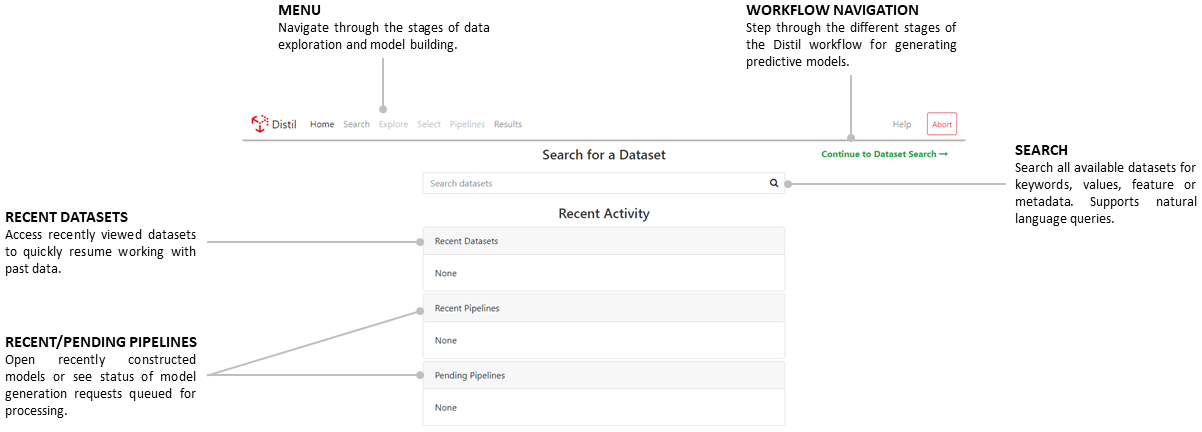 MENU
Navigate through the stages of data
exploration and model building.
WORKFLOW NAVIGATION
Step through the different stages of
the Distil workflow for generating
predictive models.
Distil Home Search Explore Select Pipelines Results Help Abort
Search for a Dataset
Continue to Dataset Search →
Search datasets
SEARCH
Search all available datasets for
keywords, values, feature or
metadata. Supports natural
language queries.
Recent Activity
RECENT DATASETS
Access recently viewed datasets
to quickly resume working with
past data.
Recent Datasets
None
Recent Pipelines
None
RECENT/PENDING PIPELINES
Open recently constructed
models or see status of model
generation requests queued for
processing.
Pending Pipelines
None